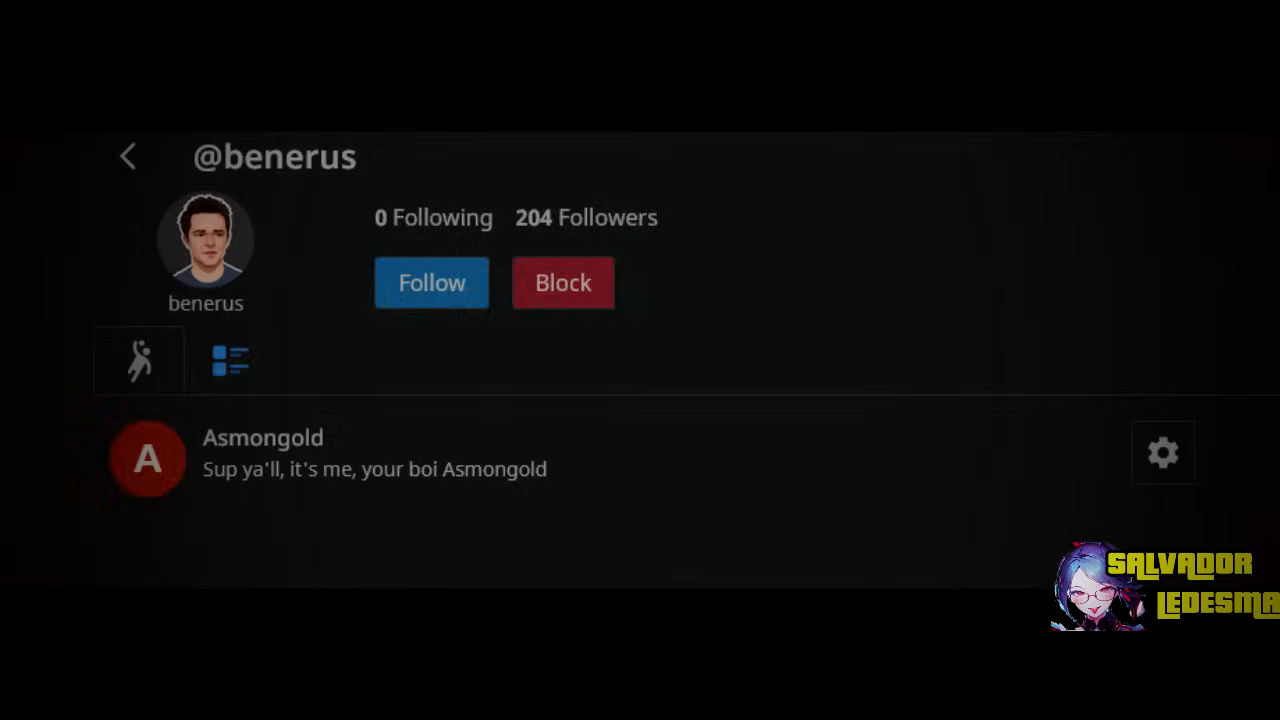 @benerus
0 Following 204 Followers
Follow Block
benerus
A
Asmongold
Sup ya'll, it's me, your boi Asmongold
SALVADOR
LEDESMA